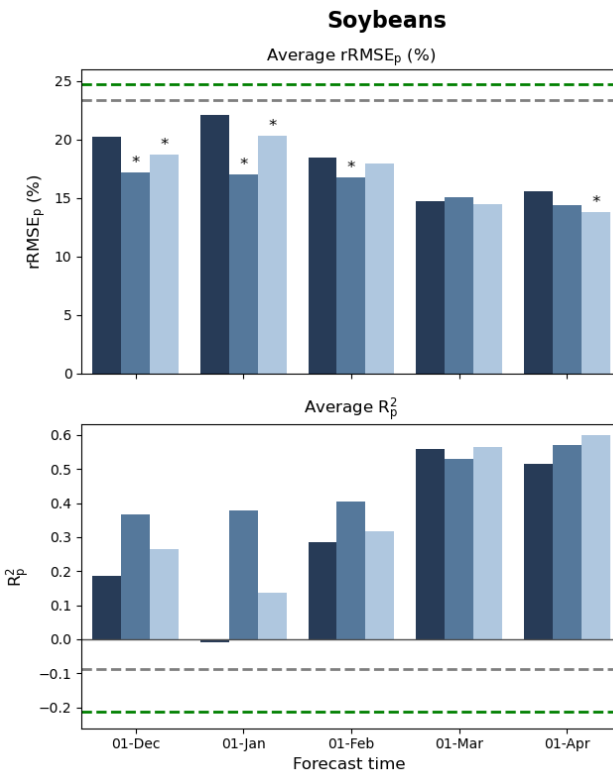 Soybeans
Average rRMSEₚ (%)
25
20
15
10
5
0
rRMSEₚ (%)
* * * * * *
Average R²ₚ
0.6
0.5
0.4
0.3
0.2
0.1
0.0
−0.1
−0.2
R²ₚ
01-Dec 01-Jan 01-Feb 01-Mar 01-Apr
Forecast time